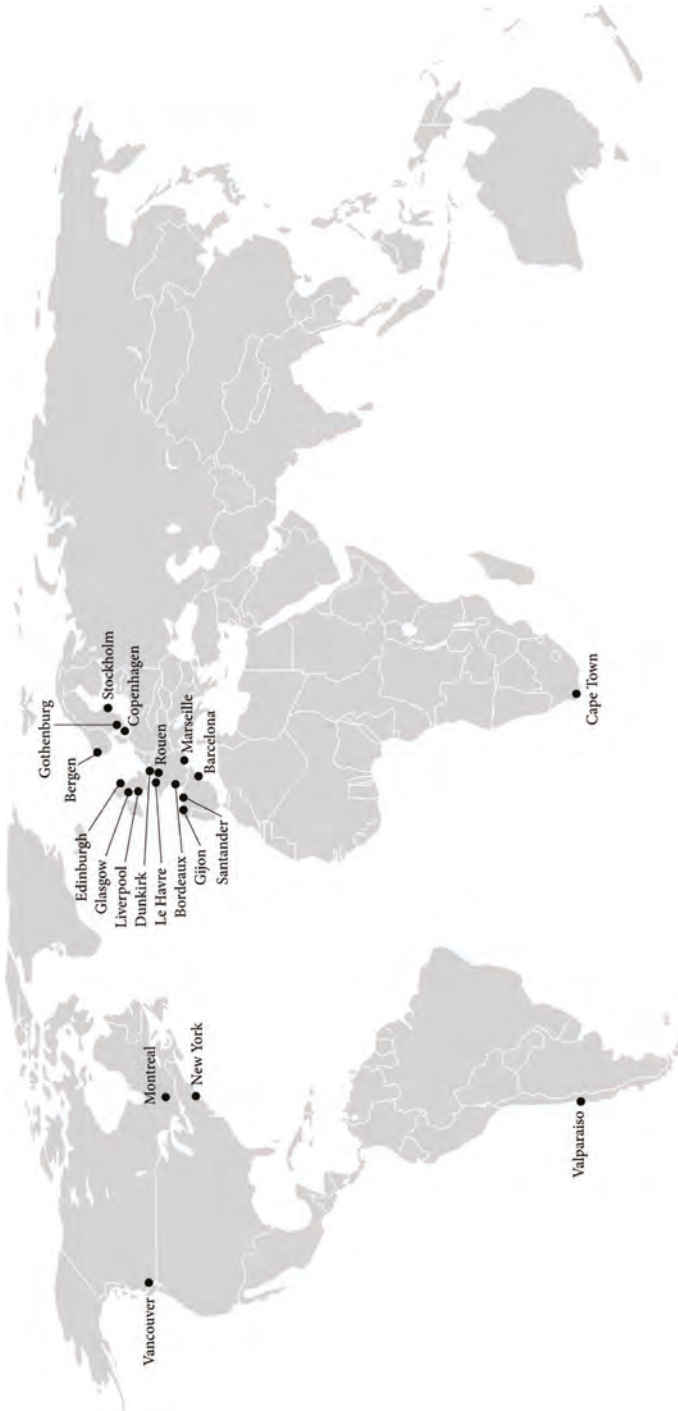 Stockholm
Gothenburg
Copenhagen
Bergen
Edinburgh
Glasgow
Liverpool
Dunkirk
Le Havre
Rouen
Bordeaux
Marseille
Gijon
Santander
Barcelona
Montreal
New York
Vancouver
Valparaiso
Cape Town